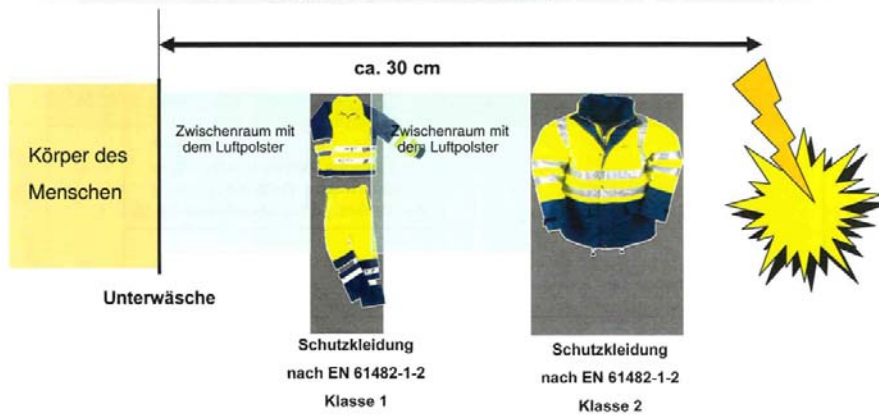 ca. 30 cm
Zwischenraum mit
dem Luftpolster
Zwischenraum mit
dem Luftpolster
Körper des
Menschen
Unterwäsche
Schutzkleidung
nach EN 61482-1-2
Klasse 1
Schutzkleidung
nach EN 61482-1-2
Klasse 2